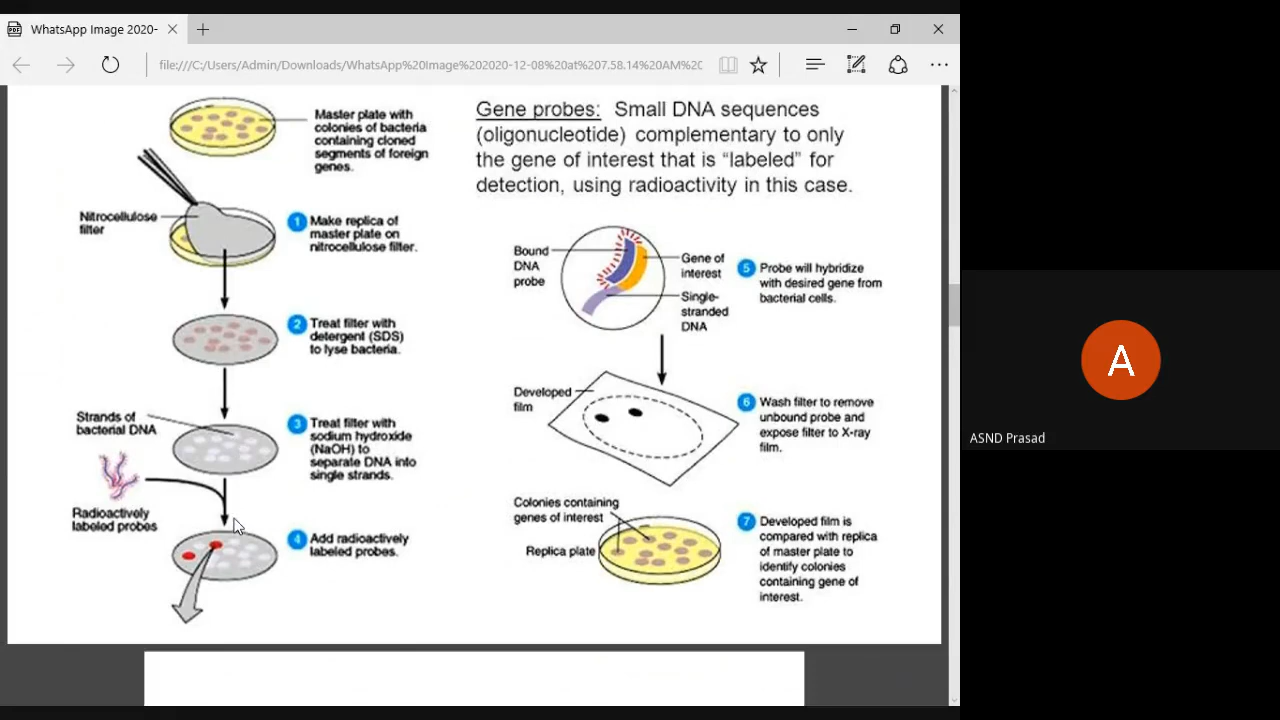 WhatsApp Image 2020-
file:///C:/Users/Admin/Downloads/WhatsApp%20Image%202020-12-08%20at%207.58.14%20AM%20
Master plate with
colonies of bacteria
containing cloned
segments of foreign
genes.
Nitrocellulose
filter
1 Make replica of
master plate on
nitrocellulose filter.
2 Treat filter with
detergent (SDS)
to lyse bacteria.
Strands of
bacterial DNA
3 Treat filter with
sodium hydroxide
(NaOH) to
separate DNA into
single strands.
Radioactively
labeled probes
4 Add radioactively
labeled probes.
Gene probes: Small DNA sequences
(oligonucleotide) complementary to only
the gene of interest that is “labeled” for
detection, using radioactivity in this case.
Bound
DNA
probe
Gene of
interest
Single-
stranded
DNA
5 Probe will hybridize
with desired gene from
bacterial cells.
Developed
film
6 Wash filter to remove
unbound probe and
expose filter to X-ray
film.
Colonies containing
genes of interest
Replica plate
7 Developed film is
compared with replica
of master plate to
identify colonies
containing gene of
interest.
A
ASND Prasad